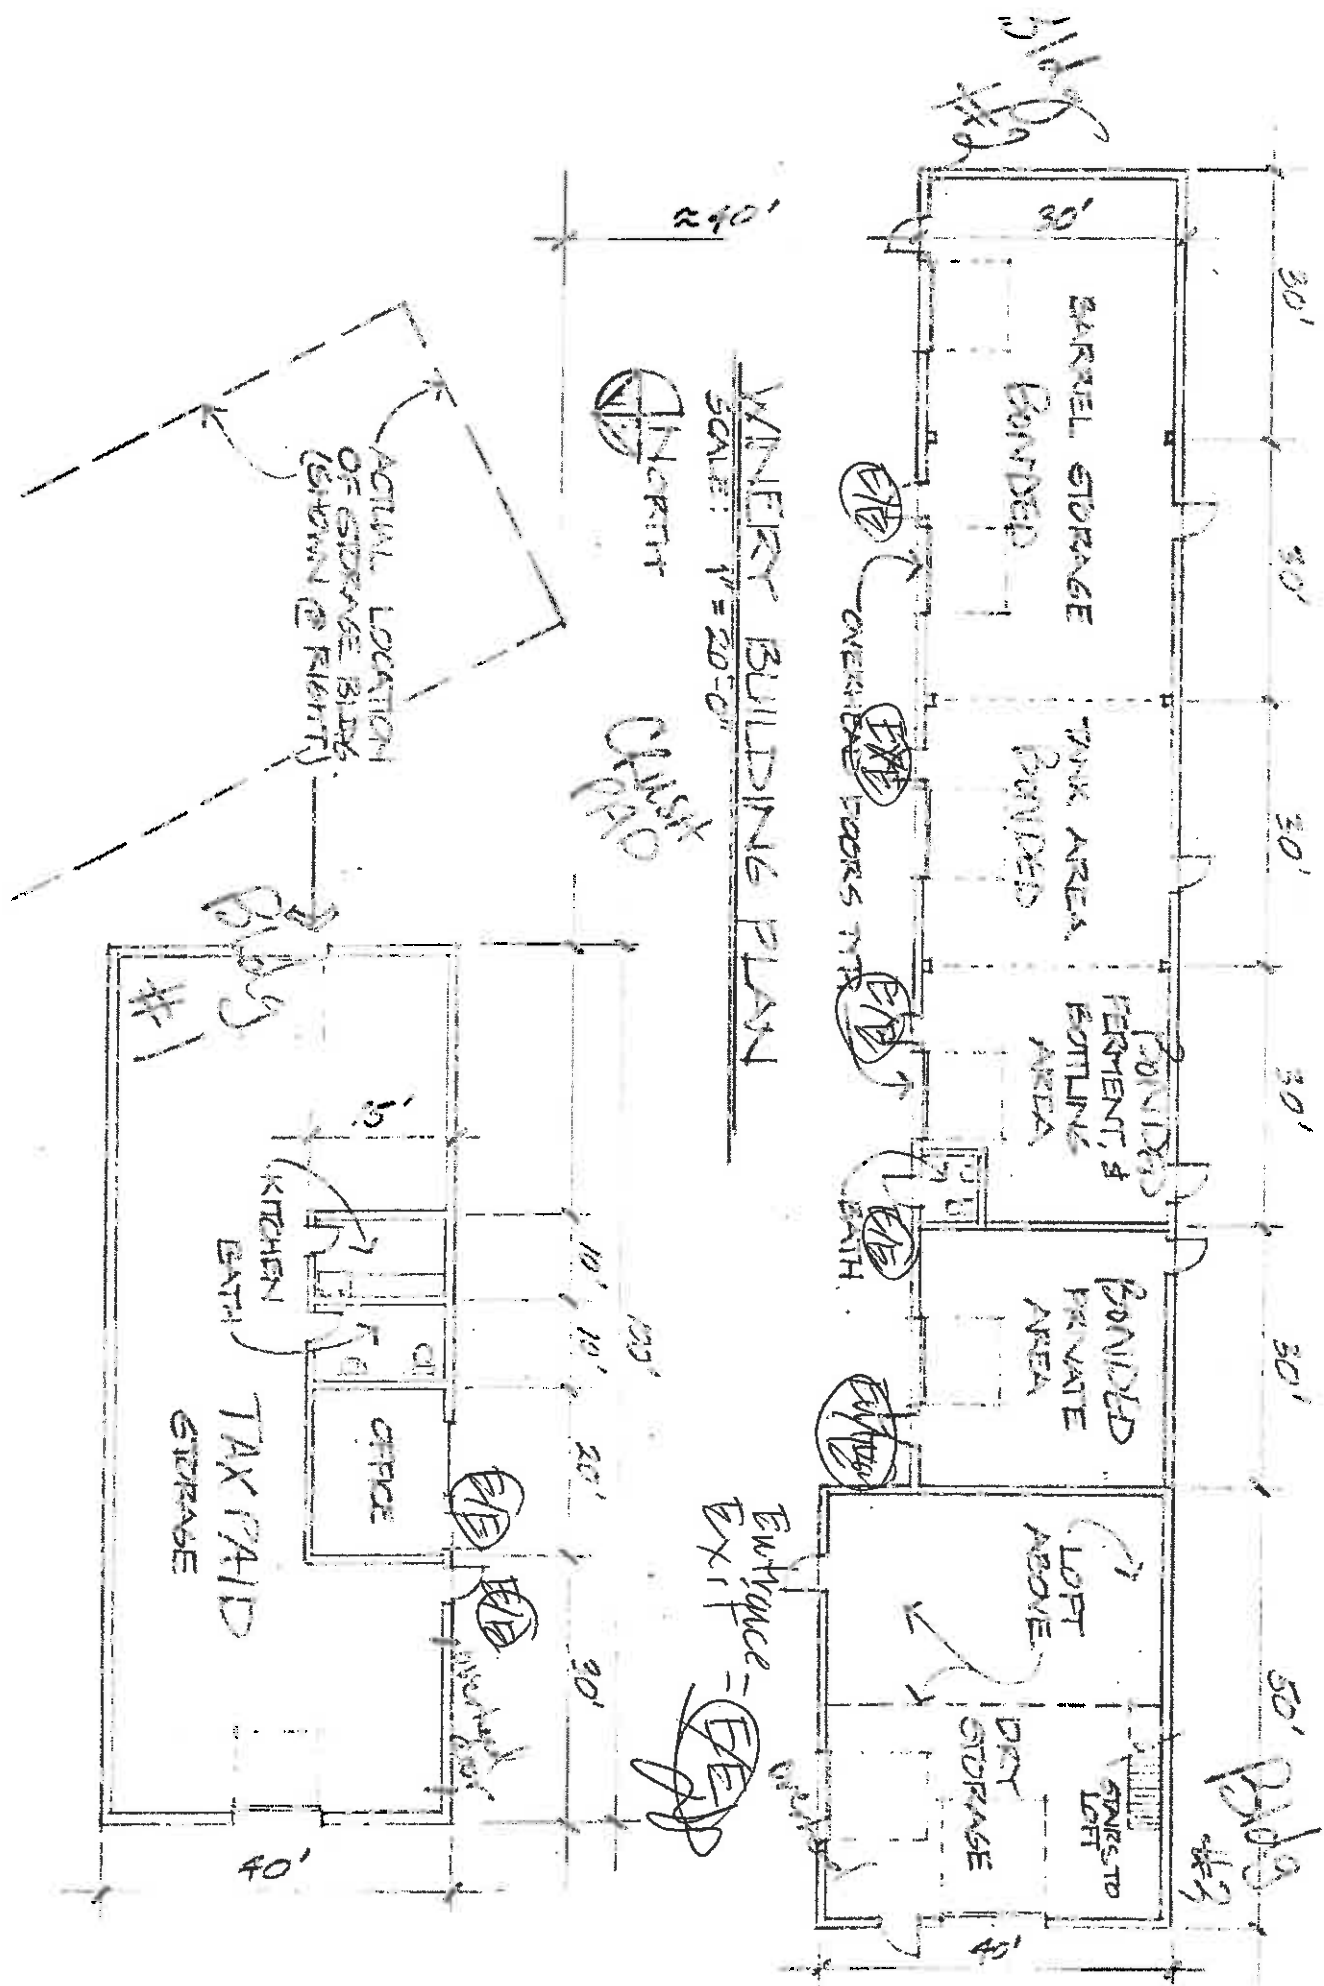 Bldg
#2
30'
30'
30'
30'
30'
30'
50'
Bldg
#3
BARREL STORAGE
BONDED
TANK AREA
BONDED
BONDED
FERMENT, &
BOTTLING
AREA
BONDED
PRIVATE
AREA
LOFT
ABOVE
DRY
STORAGE
STAIRS TO
LOFT
40'
E/E
E/E
E/E
E/E
OVERHEAD DOORS TYP.
BATH
Entrance -
Exit
E/E
≈40'
WINERY BUILDING PLAN
SCALE: 1" = 20'-0"
NORTH
CRUSH
PAD
ACTUAL LOCATION
OF STORAGE BLDG
(SHOWN @ RIGHT)
Bldg
#1
15'
KITCHEN
BATH
OFFICE
TAX PAID
STORAGE
E/E
E/E
10'
10'
20'
30'
40'